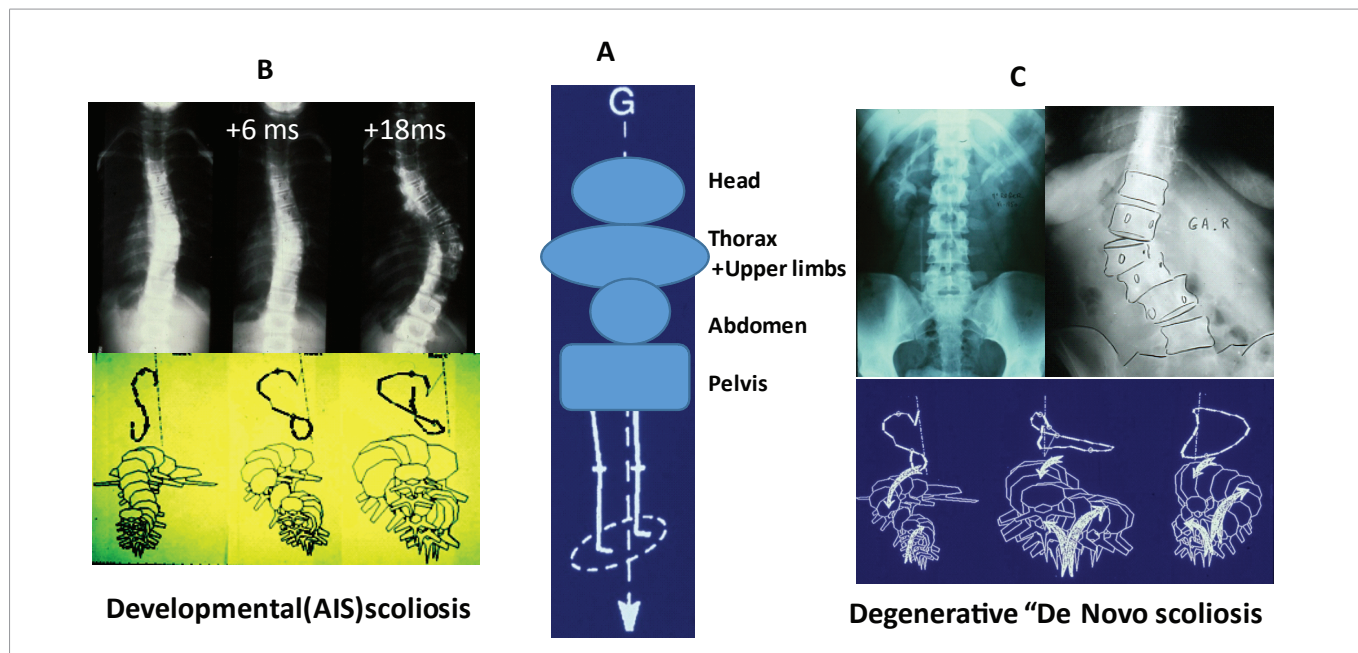 A
B
C
+6 ms
+18ms
G
Head
Thorax
+Upper limbs
Abdomen
Pelvis
GA.R
Developmental(AIS)scoliosis
Degenerative “De Novo scoliosis